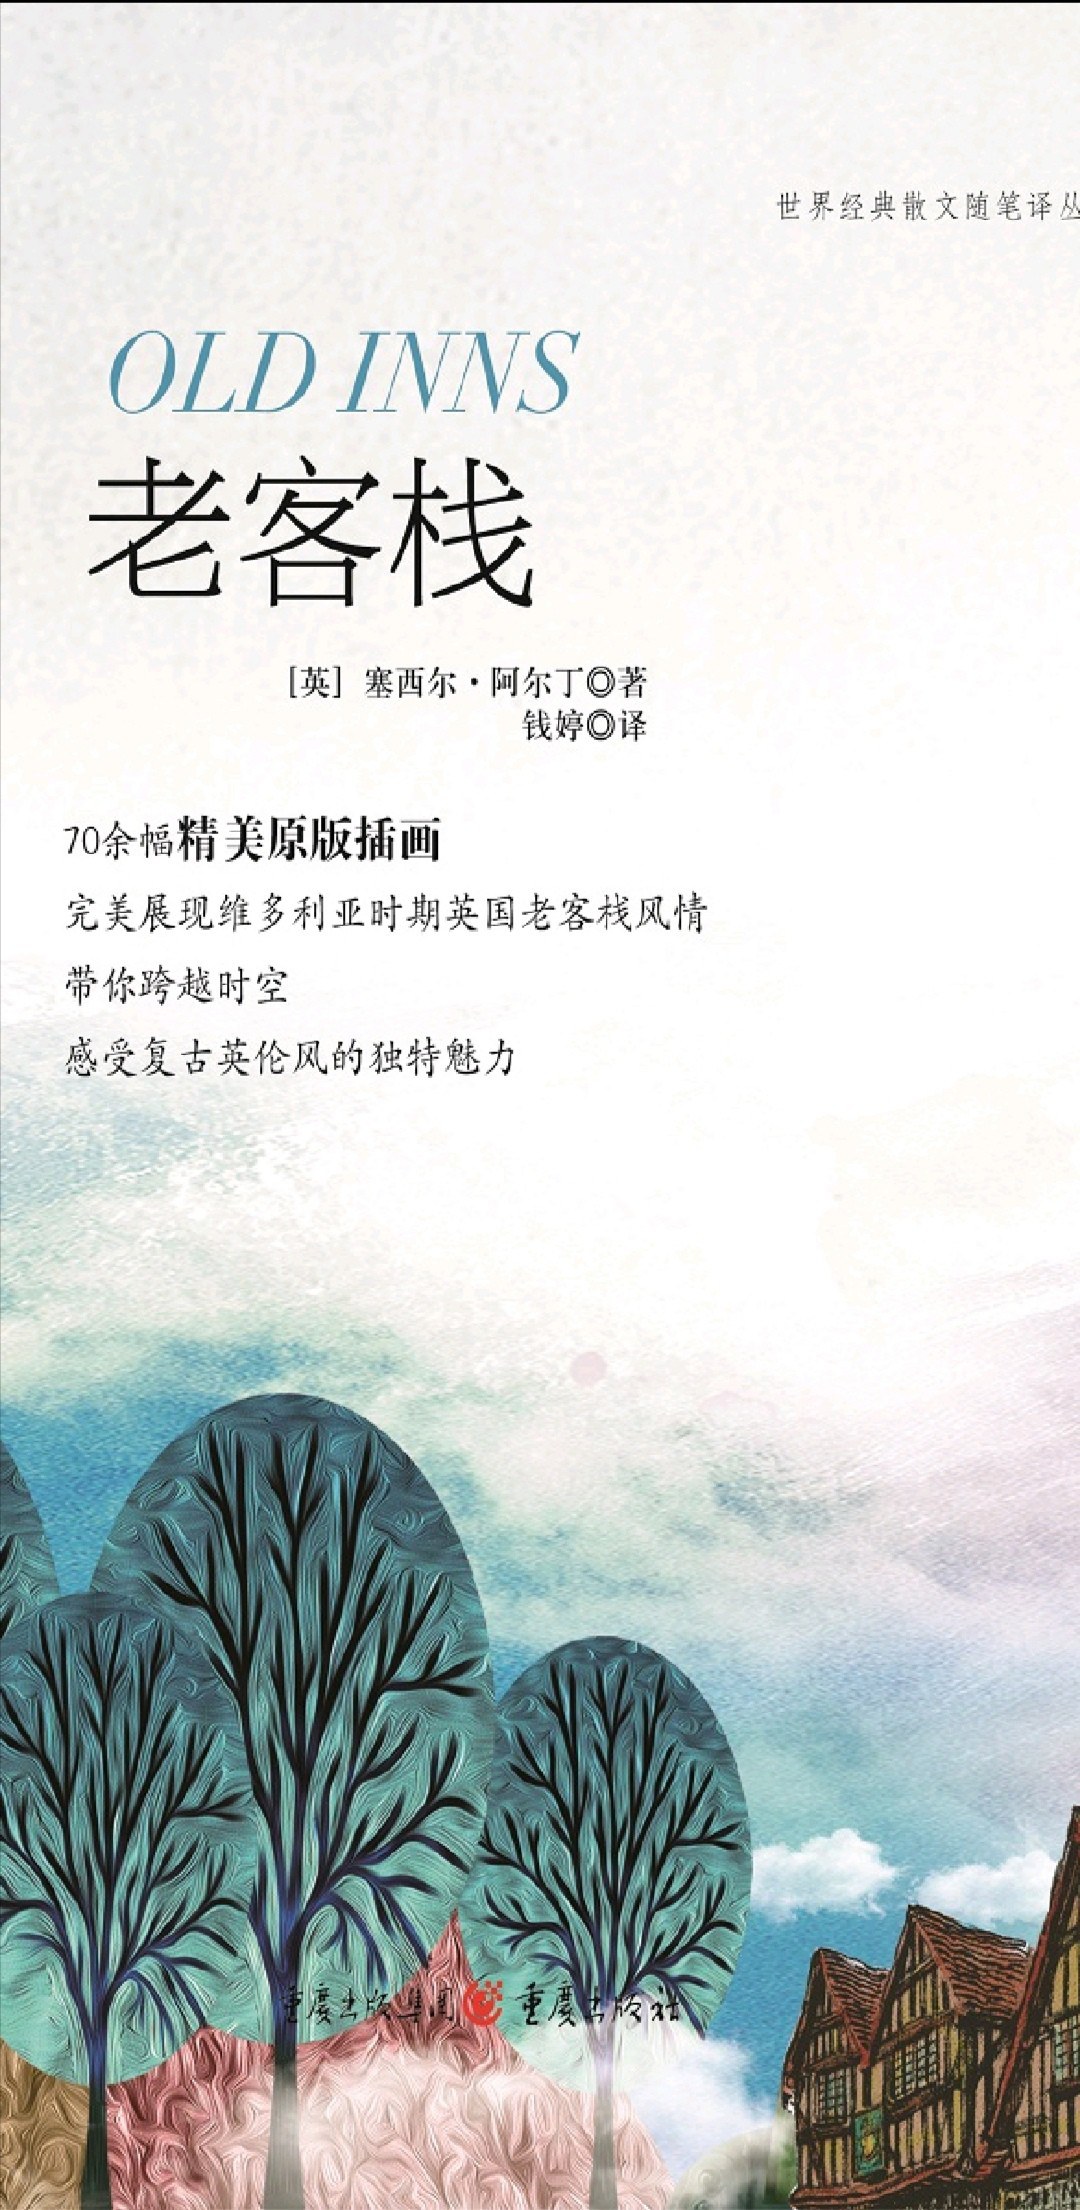 世界经典散文随笔译丛
OLD INNS
老客栈
[英] 塞西尔·阿尔丁◎著
钱婷◎译
70余幅精美原版插画
完美展现维多利亚时期英国老客栈风情
带你跨越时空
感受复古英伦风的独特魅力
重庆出版集团 重庆出版社